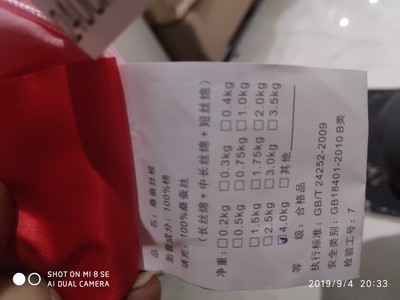 品 名：桑蚕丝被
胎套成分：100%棉
填充：100%桑蚕丝
（长丝绵+中长丝绵+短丝绵）
净重：□0.2kg □0.3kg □0.4kg
□0.5kg □0.75kg □1.0kg
□1.5kg □1.75kg □2.0kg
□2.5kg □3.0kg □3.5kg
☑4.0kg □其他
等 级：合格品
执行标准：GB/T 24252-2009
安全类别：GB18401-2010 B类
检验工号：7
SHOT ON MI 8 SE
AI DUAL CAMERA
2019/9/4 20:33